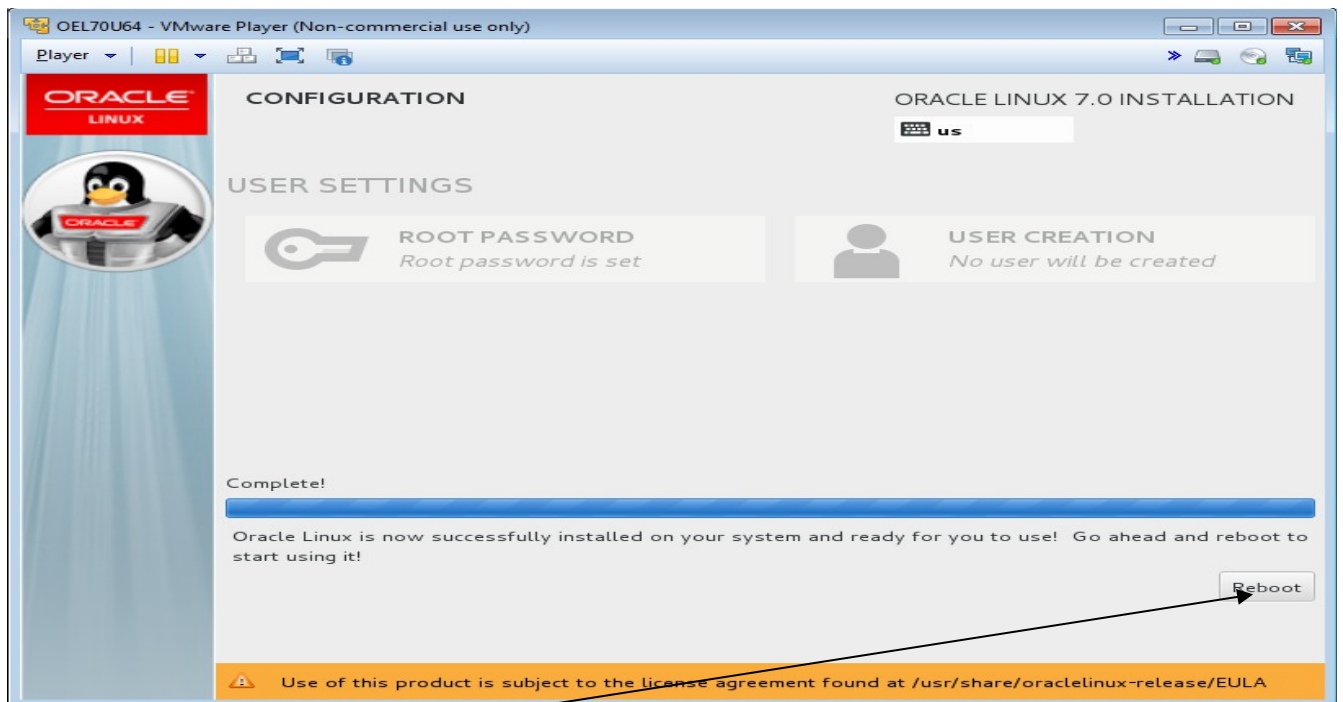 OEL70U64 - VMware Player (Non-commercial use only)
Player
ORACLE
LINUX
CONFIGURATION
ORACLE LINUX 7.0 INSTALLATION
us
ORACLE
USER SETTINGS
ROOT PASSWORD
Root password is set
USER CREATION
No user will be created
Complete!
Oracle Linux is now successfully installed on your system and ready for you to use! Go ahead and reboot to
start using it!
Reboot
Use of this product is subject to the license agreement found at /usr/share/oraclelinux-release/EULA